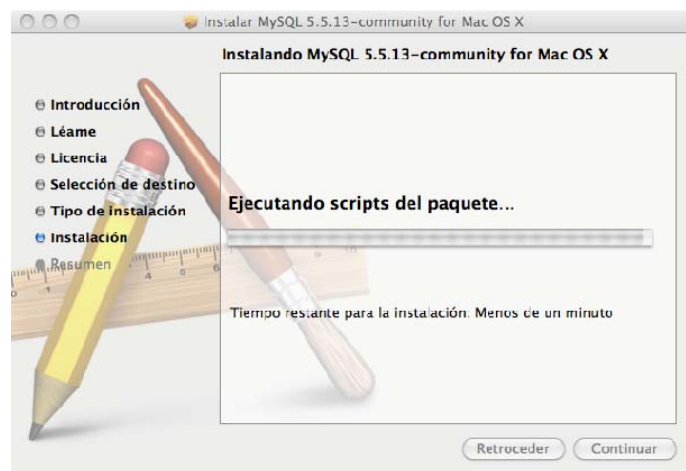 Instalar MySQL 5.5.13-community for Mac OS X
Instalando MySQL 5.5.13-community for Mac OS X
Introducción
Léame
Licencia
Selección de destino
Tipo de instalación
Instalación
Resumen
Ejecutando scripts del paquete...
Tiempo restante para la instalación: Menos de un minuto
Retroceder
Continuar